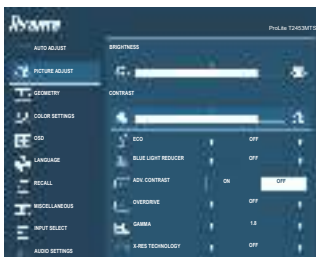 iiyama
ProLite T2453MTS
AUTO ADJUST
PICTURE ADJUST
GEOMETRY
COLOR SETTINGS
OSD
LANGUAGE
RECALL
MISCELLANEOUS
INPUT SELECT
AUDIO SETTINGS
BRIGHTNESS
CONTRAST
ECO OFF
BLUE LIGHT REDUCER OFF
ADV. CONTRAST ON OFF
OVERDRIVE OFF
GAMMA 1.8
X-RES TECHNOLOGY OFF